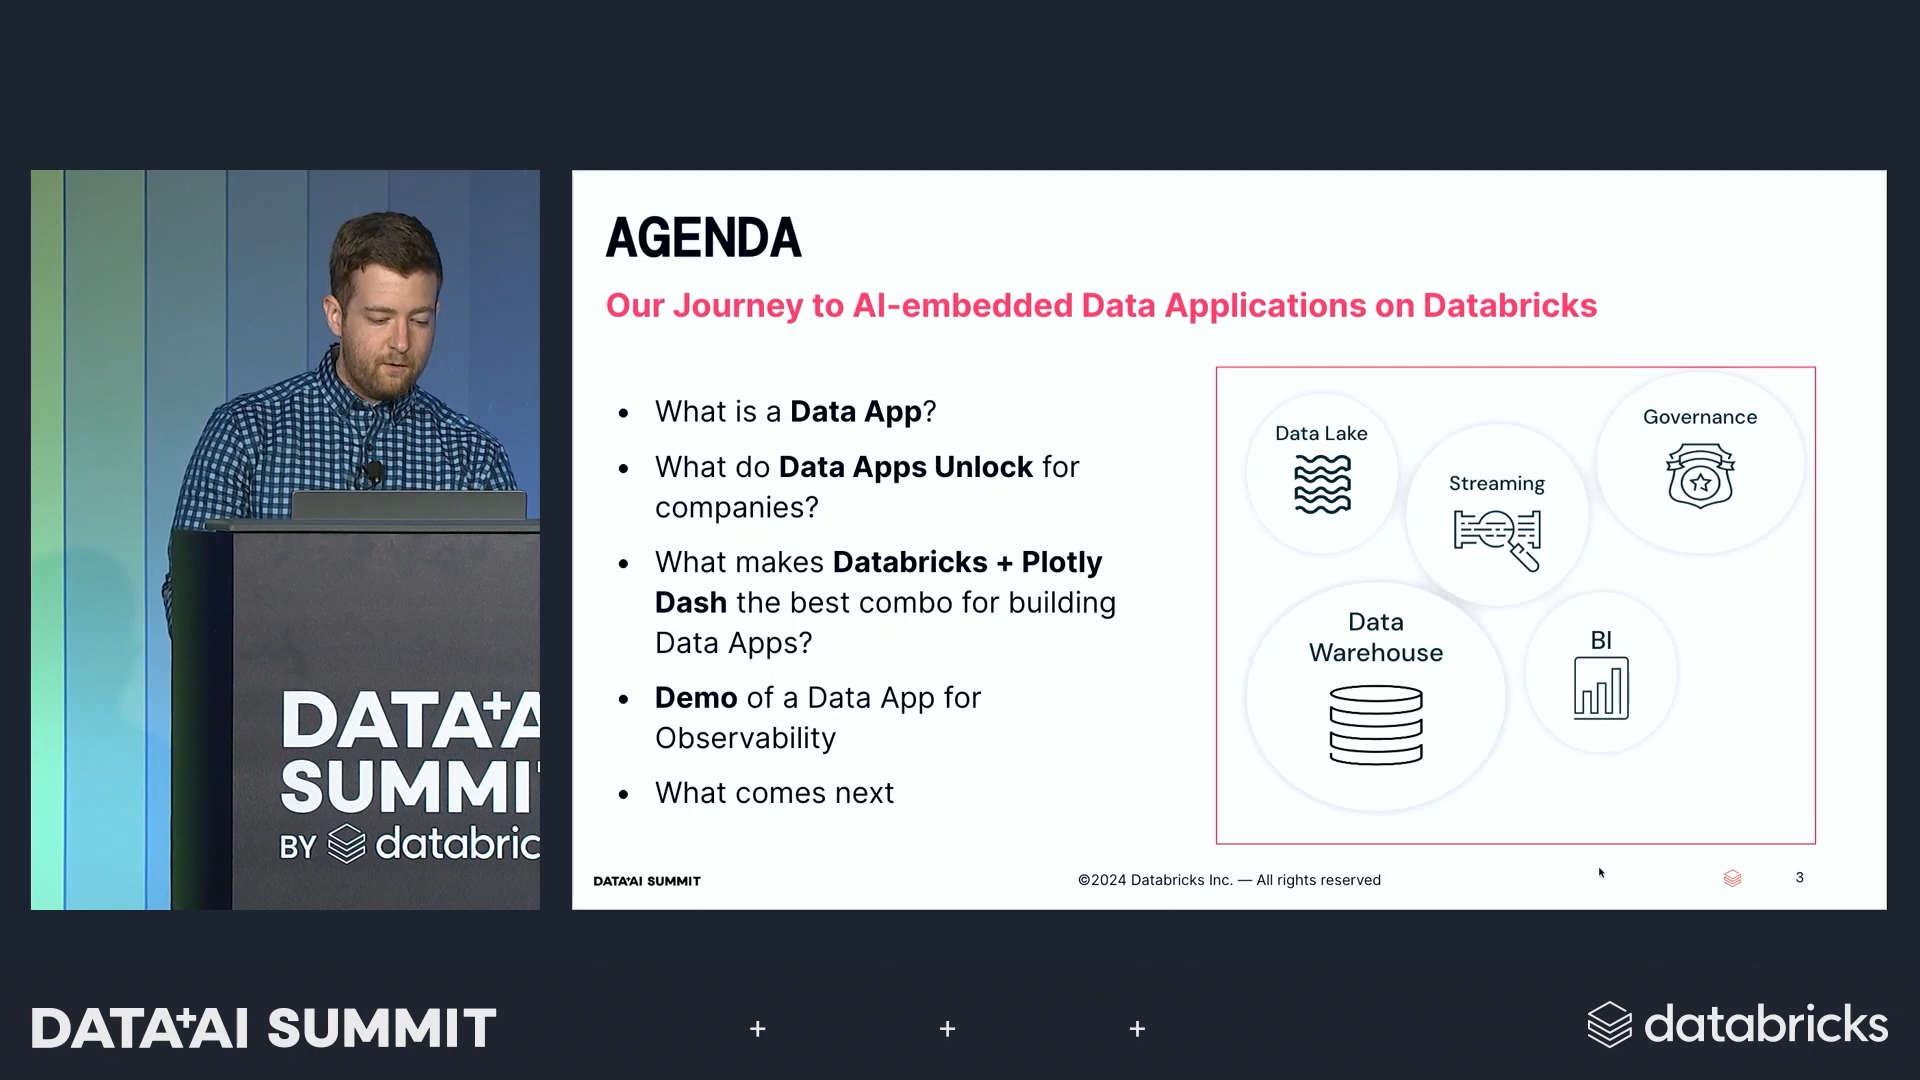 AGENDA
Our Journey to AI-embedded Data Applications on Databricks
• What is a Data App?
• What do Data Apps Unlock for
companies?
• What makes Databricks + Plotly
Dash the best combo for building
Data Apps?
• Demo of a Data App for
Observability
• What comes next
Data Lake
Streaming
Governance
Data
Warehouse
BI
DATA+AI SUMMIT
©2024 Databricks Inc. — All rights reserved
3
DATA+A
SUMMI
BY databric
DATA+AI SUMMIT
databricks